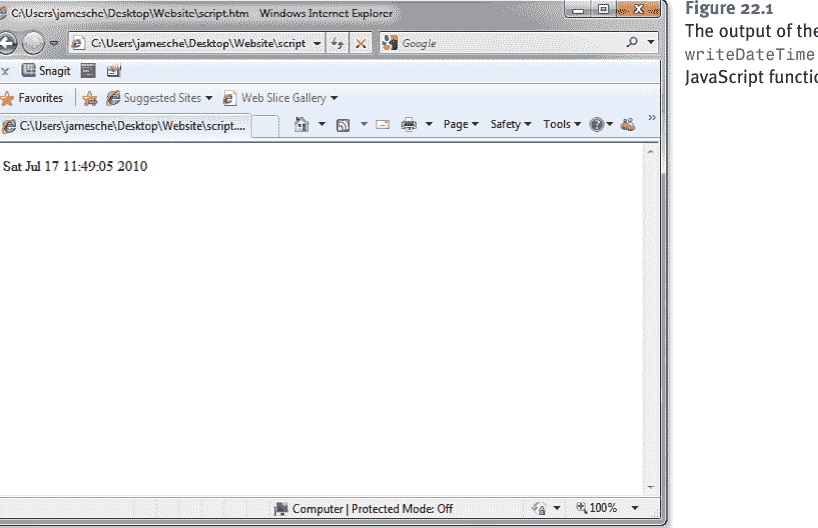 C:\Users\jamesche\Desktop\Website\script.htm Windows Internet Explorer
C:\Users\jamesche\Desktop\Website\script
Google
x Snagit
Favorites Suggested Sites Web Slice Gallery
C:\Users\jamesche\Desktop\Website\script....
Page Safety Tools
Sat Jul 17 11:49:05 2010
Computer | Protected Mode: Off
100%
Figure 22.1
The output of the
writeDateTime
JavaScript